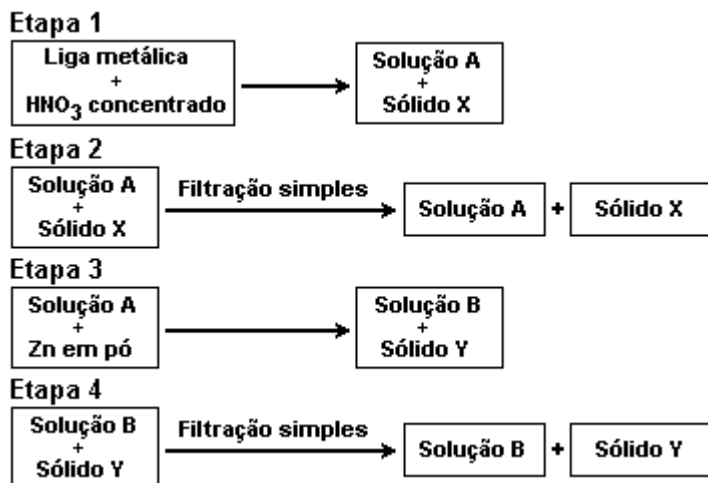 Etapa 1
Liga metálica
+
HNO₃ concentrado
Solução A
+
Sólido X
Etapa 2
Solução A
+
Sólido X
Filtração simples
Solução A + Sólido X
Etapa 3
Solução A
+
Zn em pó
Solução B
+
Sólido Y
Etapa 4
Solução B
+
Sólido Y
Filtração simples
Solução B + Sólido Y